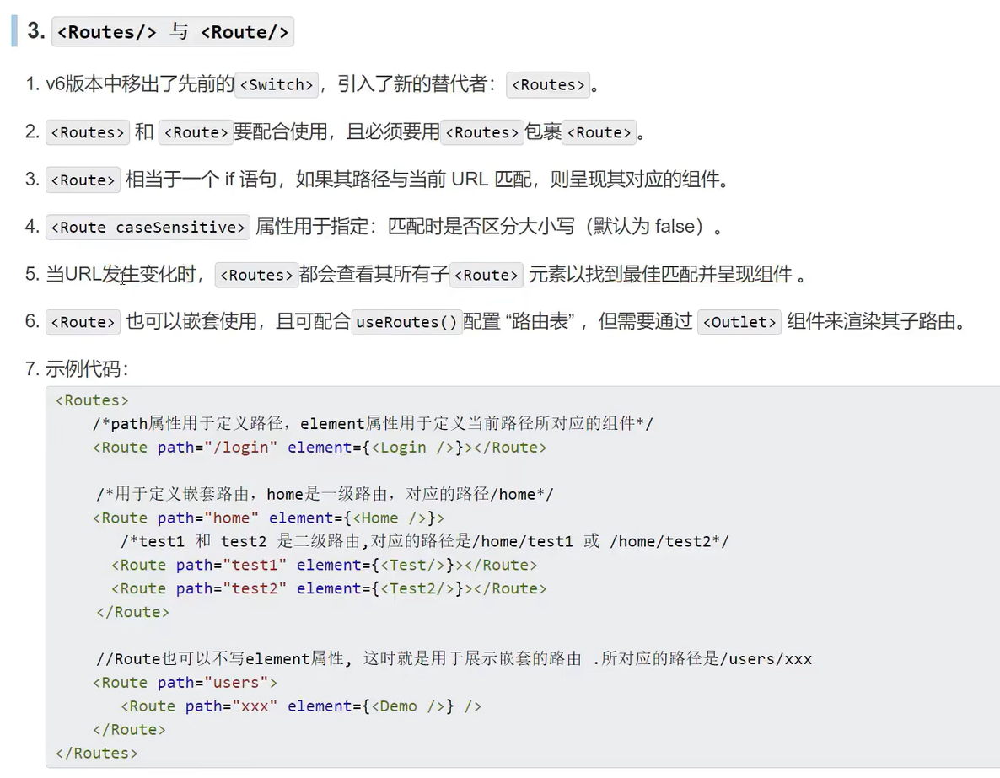 3. <Routes/> 与 <Route/>
1. v6版本中移出了先前的<Switch>，引入了新的替代者：<Routes>。
2. <Routes> 和 <Route>要配合使用，且必须要用<Routes>包裹<Route>。
3. <Route> 相当于一个 if 语句，如果其路径与当前 URL 匹配，则呈现其对应的组件。
4. <Route caseSensitive> 属性用于指定：匹配时是否区分大小写（默认为 false）。
5. 当URL发生变化时，<Routes>都会查看其所有子<Route> 元素以找到最佳匹配并呈现组件 。
6. <Route> 也可以嵌套使用，且可配合useRoutes()配置 “路由表” ，但需要通过 <Outlet> 组件来渲染其子路由。
7. 示例代码：
<Routes>
    /*path属性用于定义路径，element属性用于定义当前路径所对应的组件*/
    <Route path="/login" element={<Login />}></Route>
    /*用于定义嵌套路由，home是一级路由，对应的路径/home*/
    <Route path="home" element={<Home />}>
       /*test1 和 test2 是二级路由,对应的路径是/home/test1 或 /home/test2*/
      <Route path="test1" element={<Test/>}></Route>
      <Route path="test2" element={<Test2/>}></Route>
    </Route>
    //Route也可以不写element属性, 这时就是用于展示嵌套的路由 .所对应的路径是/users/xxx
    <Route path="users">
       <Route path="xxx" element={<Demo />} />
    </Route>
</Routes>